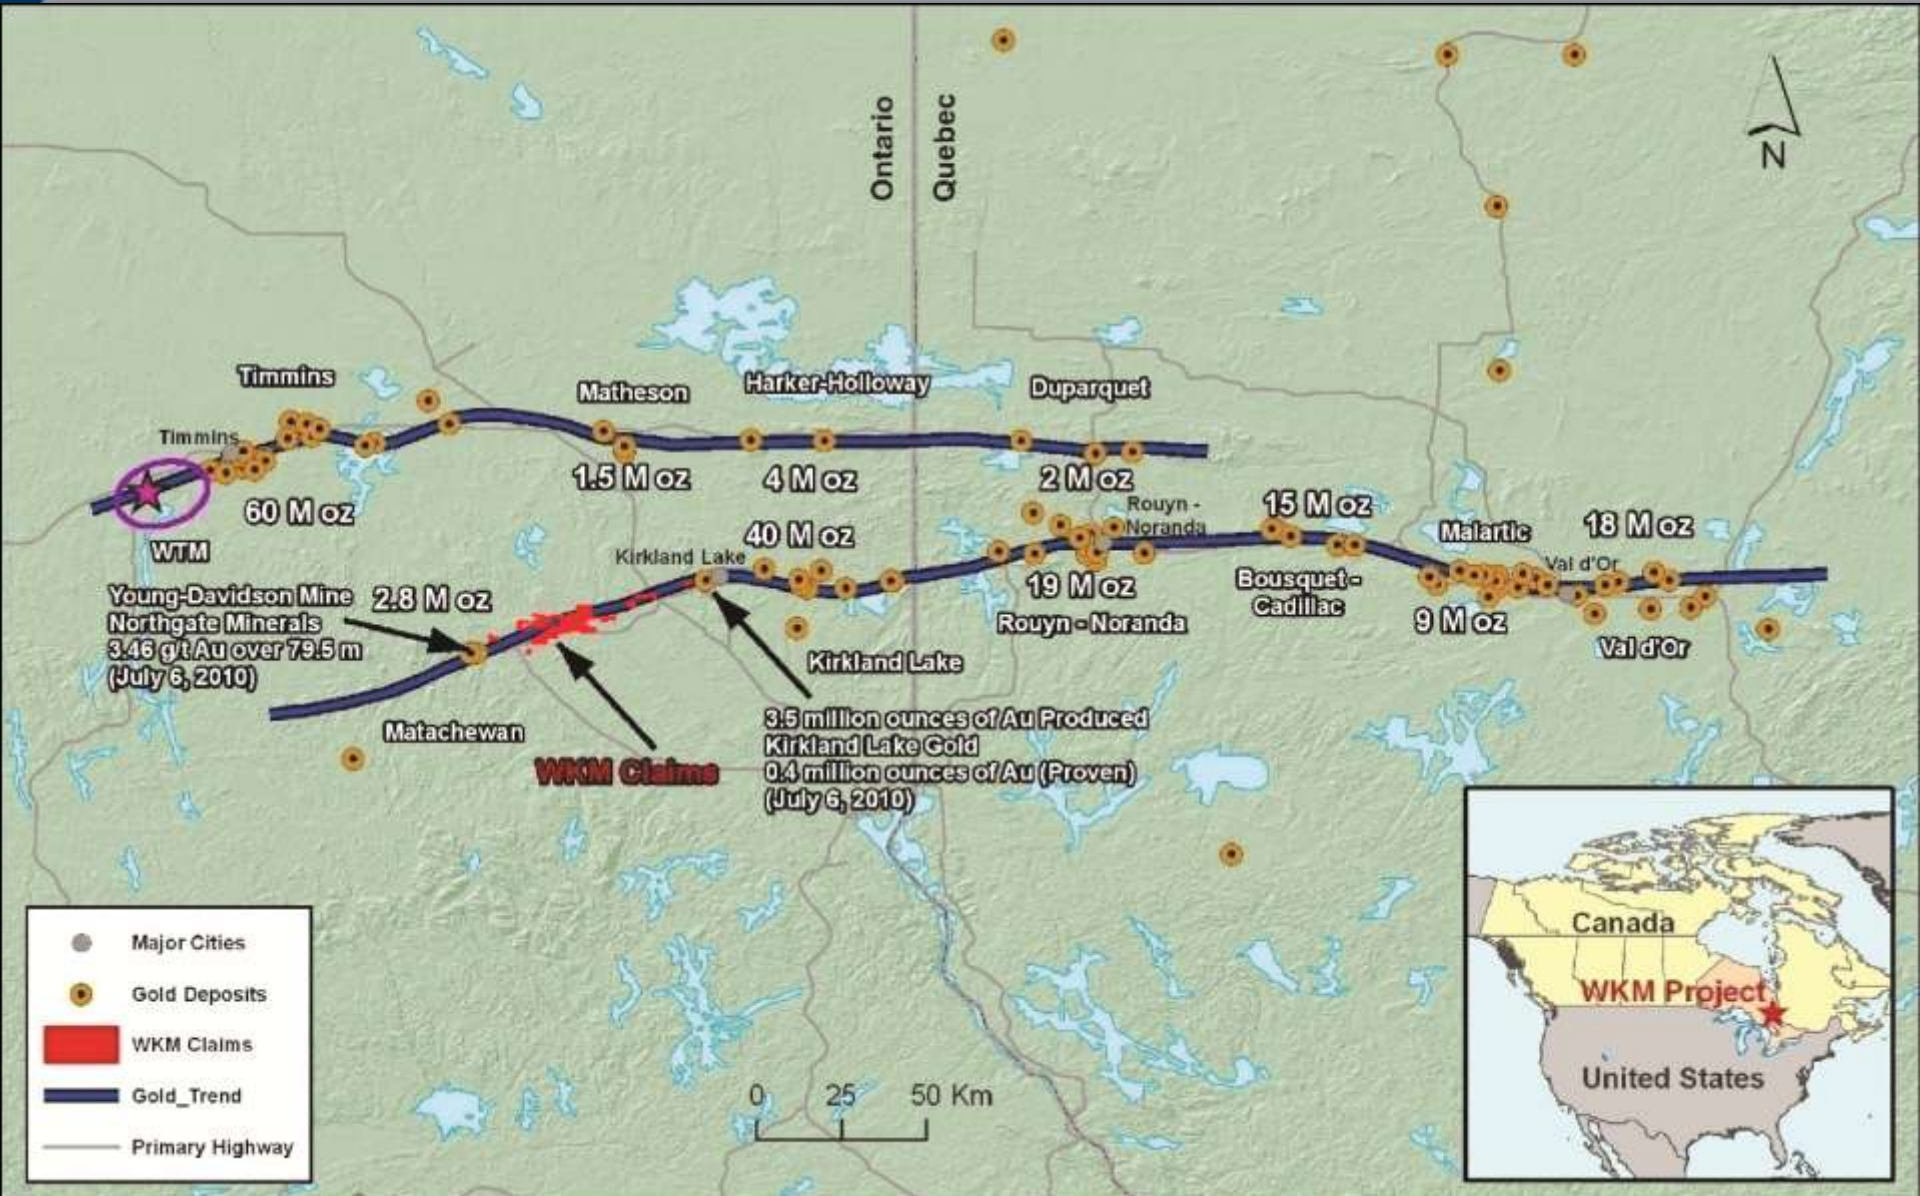 Ontario
Quebec
N
Timmins
Matheson
Harker-Holloway
Duparquet
Timmins
1.5 M oz
4 M oz
2 M oz
60 M oz
WTM
40 M oz
Rouyn -
Noranda
15 M oz
Malartic
18 M oz
Kirkland Lake
Val d'Or
Young-Davidson Mine
Northgate Minerals
3.46 g/t Au over 79.5 m
(July 6, 2010)
2.8 M oz
19 M oz
Rouyn - Noranda
Bousquet -
Cadillac
9 M oz
Val d'Or
Kirkland Lake
Matachewan
WKM Claims
3.5 million ounces of Au Produced
Kirkland Lake Gold
0.4 million ounces of Au (Proven)
(July 6, 2010)
Major Cities
Gold Deposits
WKM Claims
Gold_Trend
Primary Highway
0 25 50 Km
Canada
WKM Project
United States